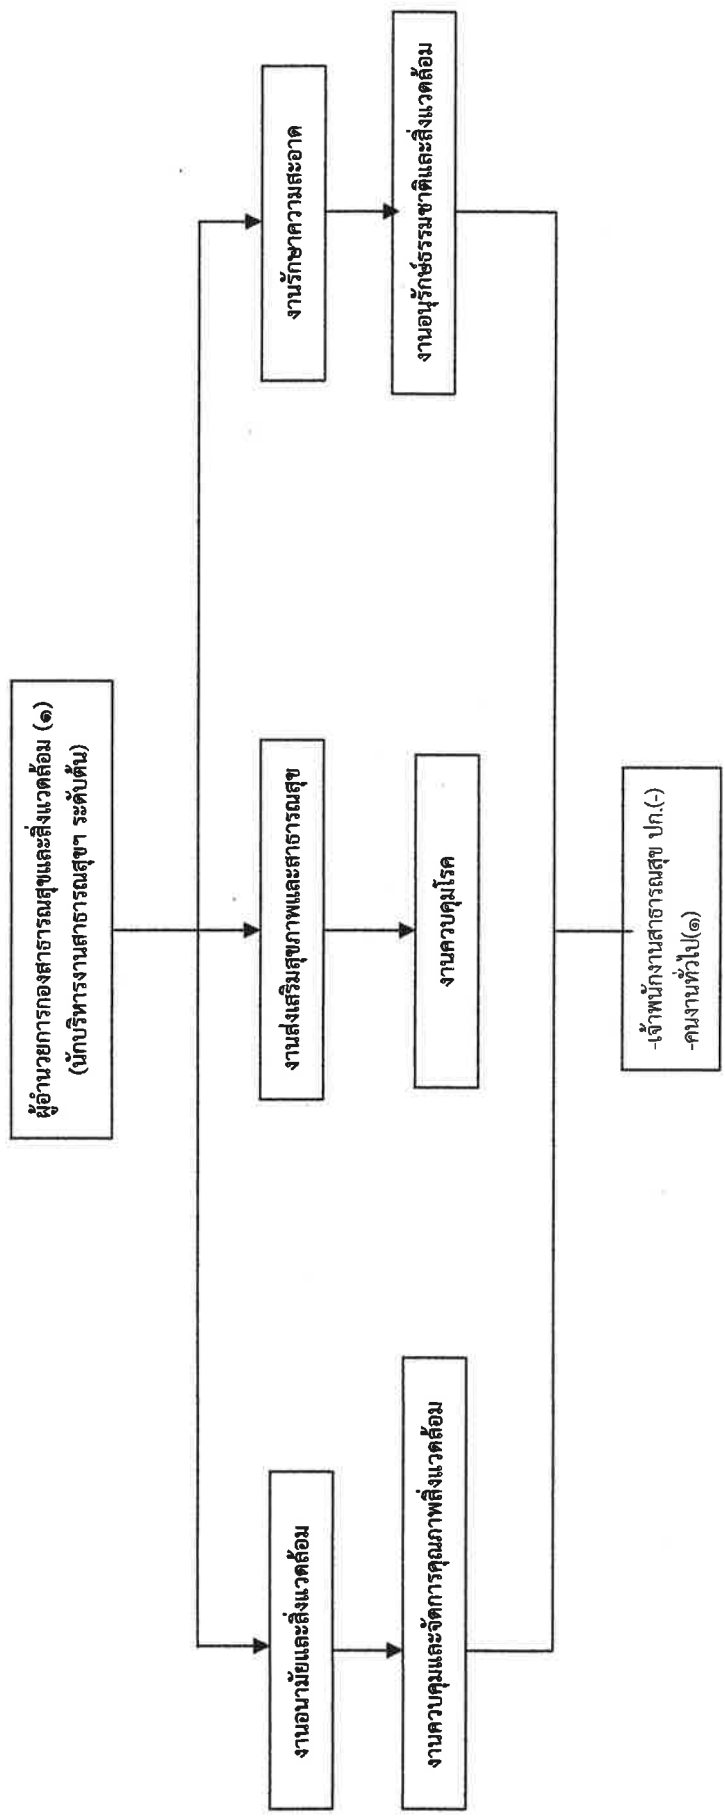 ผู้อำนวยการกองสาธารณสุขและสิ่งแวดล้อม (๑)
(นักบริหารงานสาธารณสุขฯ ระดับต้น)
งานอนามัยและสิ่งแวดล้อม
งานส่งเสริมสุขภาพและสาธารณสุข
งานรักษาความสะอาด
งานควบคุมและจัดการคุณภาพสิ่งแวดล้อม
งานควบคุมโรค
งานอนุรักษ์ธรรมชาติและสิ่งแวดล้อม
-เจ้าพนักงานสาธารณสุข ปก.(-)
-คนงานทั่วไป(๑)